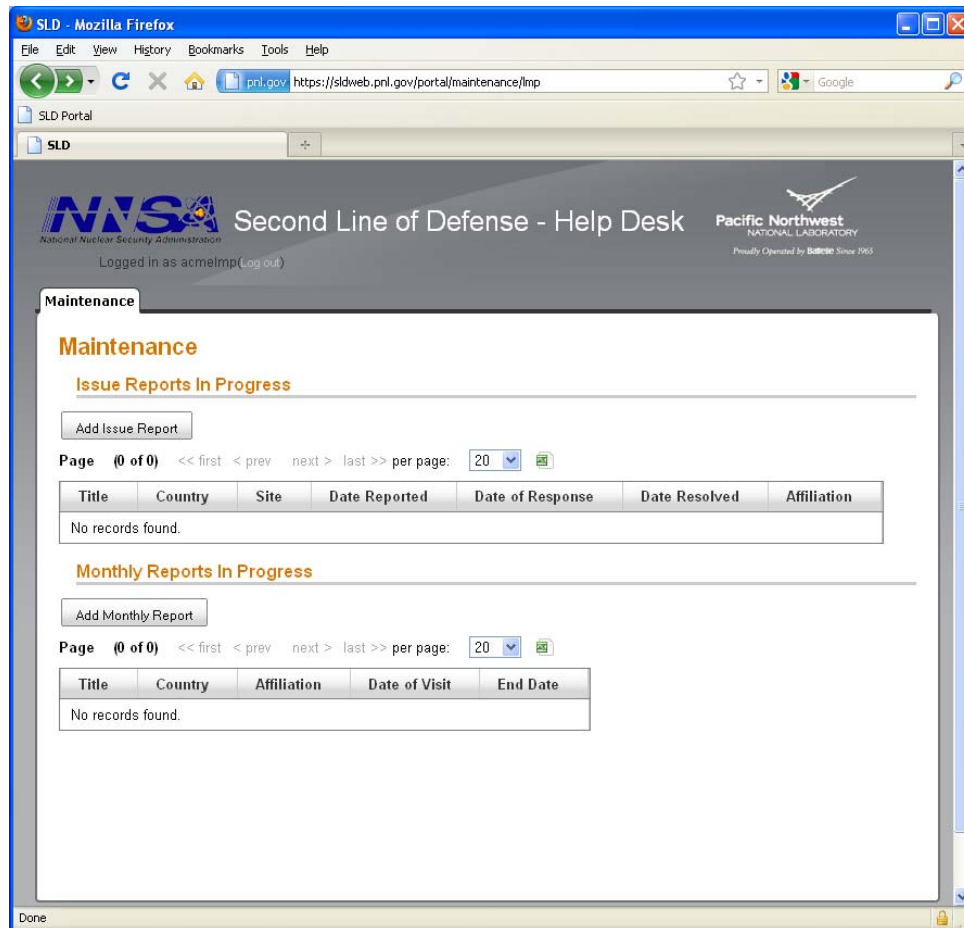 SLD - Mozilla Firefox
File Edit View History Bookmarks Tools Help
pnl.gov https://sldweb.pnl.gov/portal/maintenance/lmp
Google
SLD Portal
SLD
NNSA
National Nuclear Security Administration
Second Line of Defense - Help Desk
Pacific Northwest
NATIONAL LABORATORY
Proudly Operated by Battelle Since 1965
Logged in as acmelmp(Log out)
Maintenance
Maintenance
Issue Reports In Progress
Add Issue Report
Page (0 of 0) << first < prev next > last >> per page: 20
Title Country Site Date Reported Date of Response Date Resolved Affiliation
No records found.
Monthly Reports In Progress
Add Monthly Report
Page (0 of 0) << first < prev next > last >> per page: 20
Title Country Affiliation Date of Visit End Date
No records found.
Done